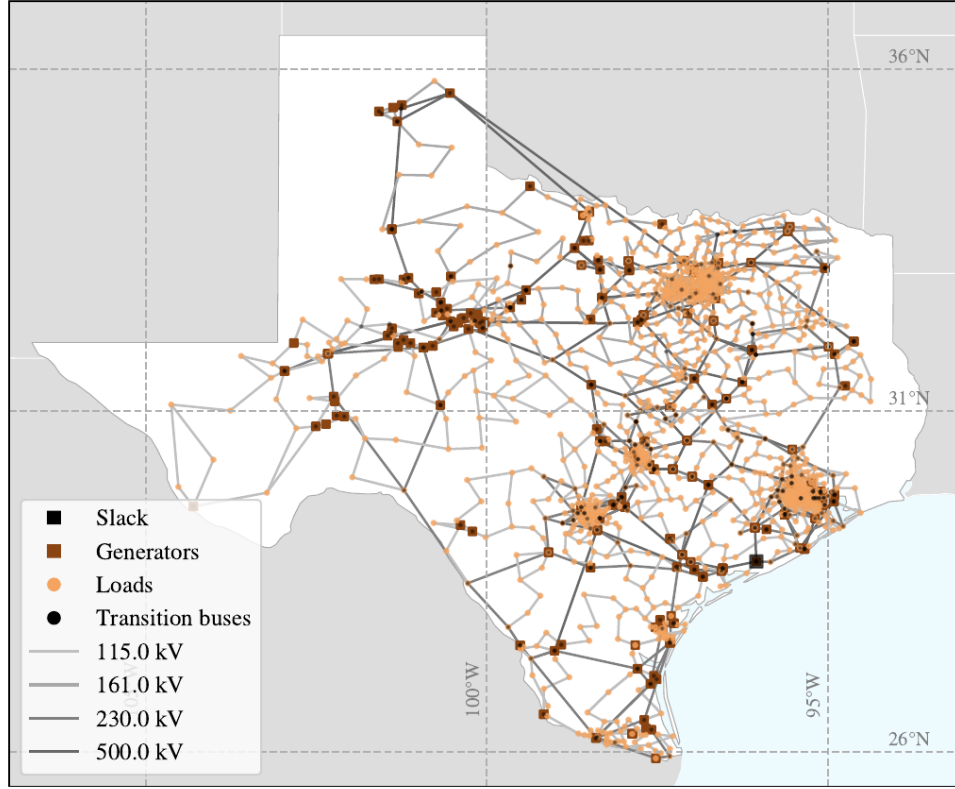 36°N
31°N
Slack
Generators
Loads
Transition buses
115.0 kV
161.0 kV
230.0 kV
500.0 kV
100°W
95°W
26°N